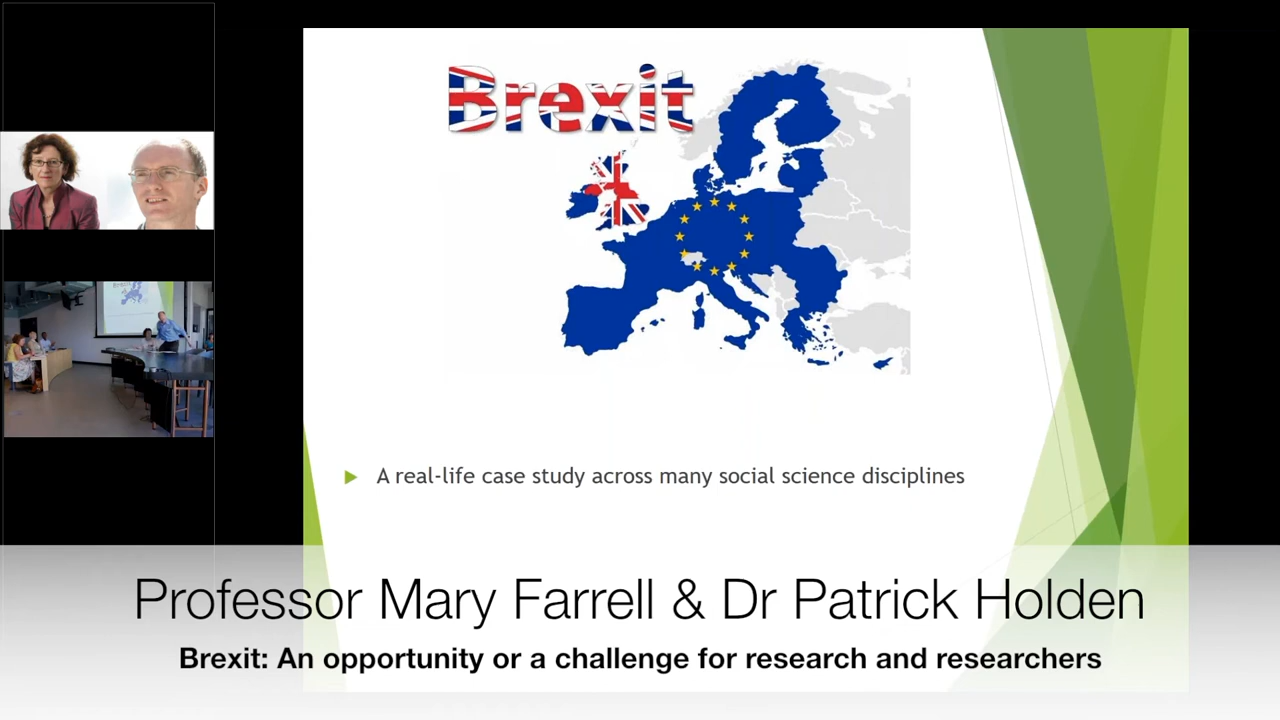 Brexit
A real-life case study across many social science disciplines
Professor Mary Farrell & Dr Patrick Holden
Brexit: An opportunity or a challenge for research and researchers